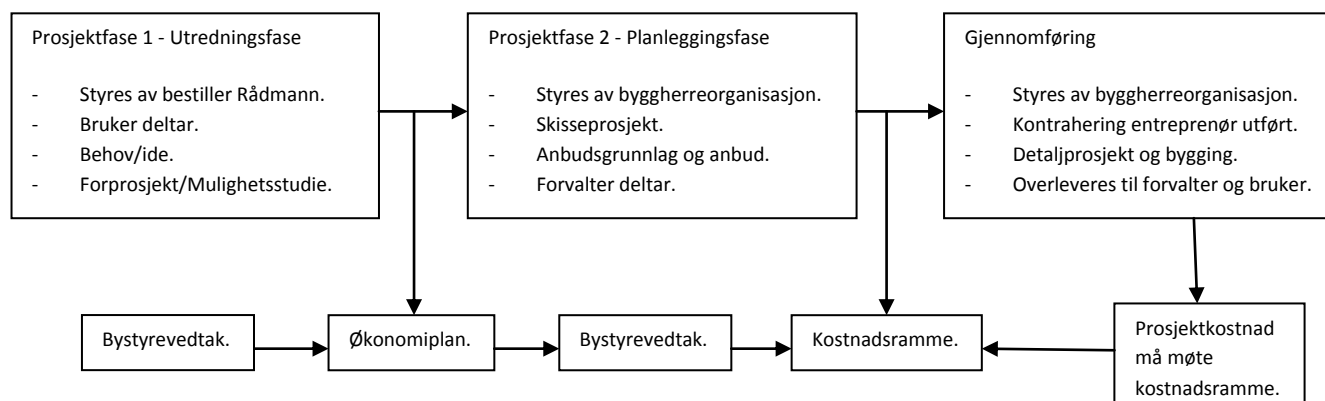 Prosjektfase 1 - Utredningsfase
- Styres av bestiller Rådmann.
- Bruker deltar.
- Behov/ide.
- Forprosjekt/Mulighetsstudie.
Prosjektfase 2 - Planleggingsfase
- Styres av byggherreorganisasjon.
- Skisseprosjekt.
- Anbudsgrunnlag og anbud.
- Forvalter deltar.
Gjennomføring
- Styres av byggherreorganisasjon.
- Kontrahering entreprenør utført.
- Detaljprosjekt og bygging.
- Overleveres til forvalter og bruker.
Bystyrevedtak.
Økonomiplan.
Bystyrevedtak.
Kostnadsramme.
Prosjektkostnad
må møte
kostnadsramme.